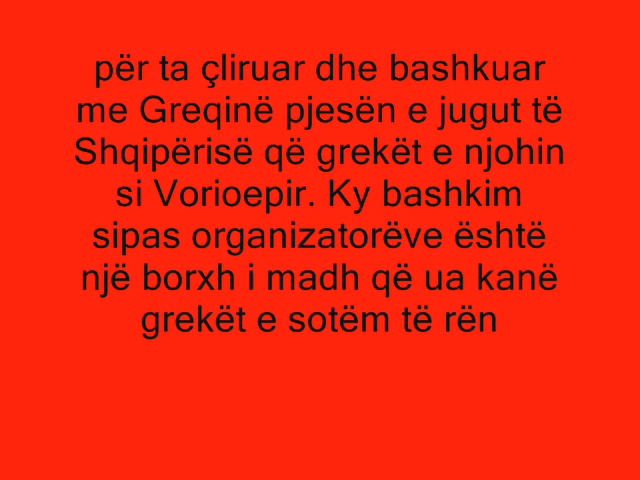 për ta çliruar dhe bashkuar
me Greqinë pjesën e jugut të
Shqipërisë që grekët e njohin
si Vorioepir. Ky bashkim
sipas organizatorëve është
një borxh i madh që ua kanë
grekët e sotëm të rën